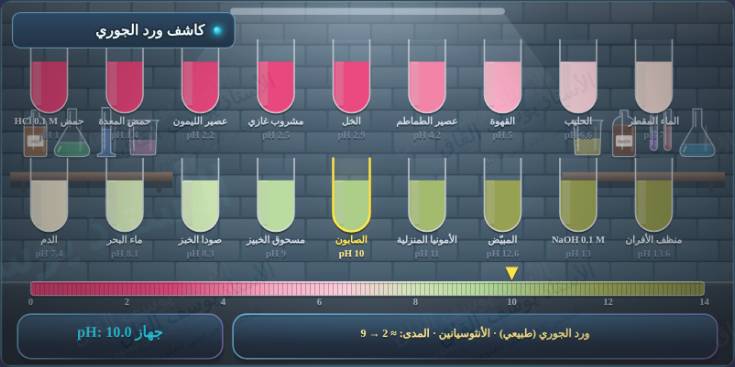 كاشف ورد الجوري
حمض HCl 0.1 M
حمض المعدة
عصير الليمون
مشروب غازي
الخل
عصير الطماطم
القهوة
الحليب
الماء المقطر
pH 2.2
pH 2.5
pH 2.9
pH 4.2
pH 5
الدم
ماء البحر
صودا الخبز
مسحوق الخبيز
الصابون
الأمونيا المنزلية
المبيّض
NaOH 0.1 M
منظف الأفران
pH 7.4
pH 8.1
pH 8.3
pH 9
pH 10
pH 11
pH 12.6
pH 13
pH 13.6
0 2 4 6 8 10 12 14
جهاز pH: 10.0
ورد الجوري (طبيعي) · الأنثوسيانين · المدى: ≈ 2 → 9